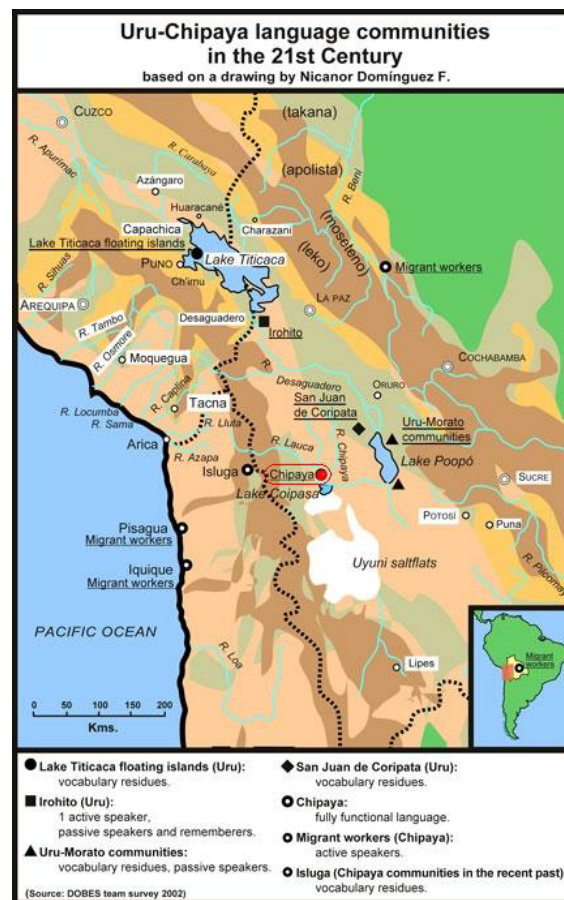 Uru-Chipaya language communities
in the 21st Century
based on a drawing by Nicanor Domínguez F.
CUZCO
(takana)
R. Apurimac
R. Carabaya
(apolista)
R. Beni
Azángaro
Huaracané
Capachica
Charazani
(moseteno)
(leko)
Lake Titicaca floating islands
Lake Titicaca
Migrant workers
R. Sihuas
PUNO
Ch'imu
AREQUIPA
R. Tambo
Desaguadero
LA PAZ
Irohito
R. Osmore
Moquegua
COCHABAMBA
R.
Desaguadero
ORURO
R. Caplina
Tacna
San Juan
de Coripata
Uru-Morato
communities
R. Locumba
R. Sama
R. Lluta
Arica
R. Lauca
R. Chipaya
R. Azapa
Isluga
Chipaya
Lake Poopó
SUCRE
Lake Coipasa
POTOSÍ
Puna
Pisagua
Migrant workers
Uyuni saltflats
R. Pilcomayo
Iquique
Migrant workers
PACIFIC OCEAN
R. Loa
Lipes
Migrant
workers
0 50 100 150 200
Kms.
Lake Titicaca floating islands (Uru):
vocabulary residues.
Irohito (Uru):
1 active speaker,
passive speakers and rememberers.
Uru-Morato communities:
vocabulary residues, passive speakers.
(Source: DOBES team survey 2002)
San Juan de Coripata (Uru):
vocabulary residues.
Chipaya:
fully functional language.
Migrant workers (Chipaya):
active speakers.
Isluga (Chipaya communities in the recent past)
vocabulary residues.